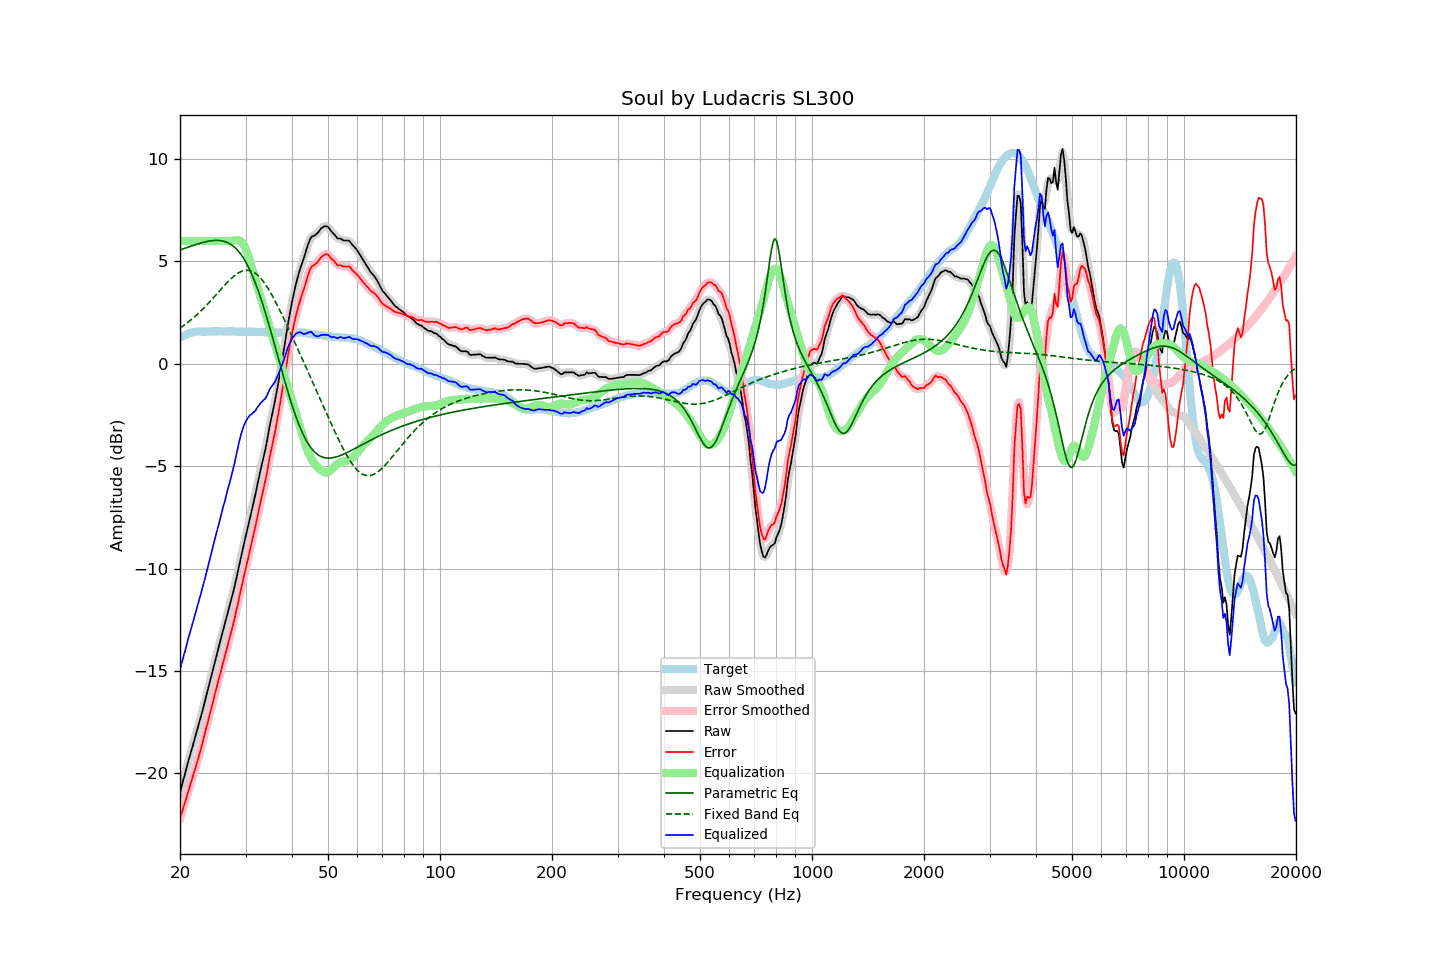 Soul by Ludacris SL300
10
5
0
−5
−10
−15
−20
Amplitude (dBr)
Target
Raw Smoothed
Error Smoothed
Raw
Error
Equalization
Parametric Eq
Fixed Band Eq
Equalized
20 50 100 200 500 1000 2000 5000 10000 20000
Frequency (Hz)